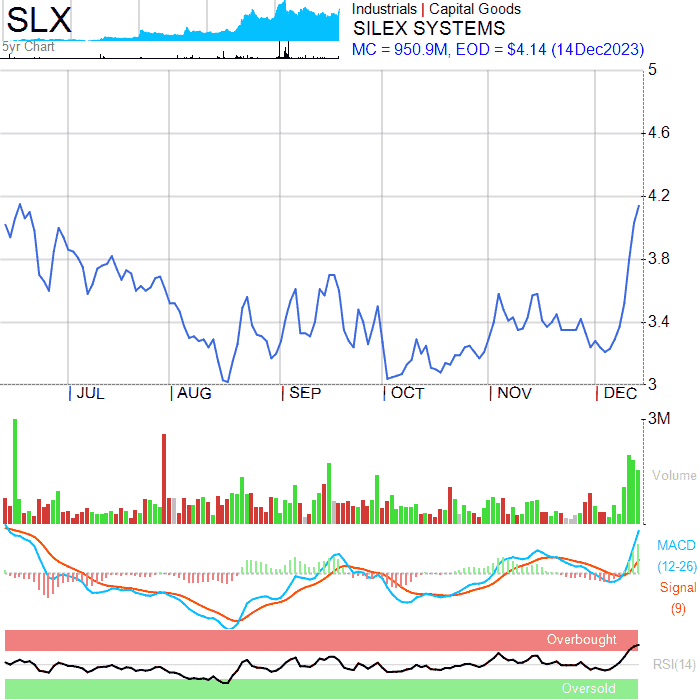 SLX
5yr Chart
Industrials | Capital Goods
SILEX SYSTEMS
MC = 950.9M, EOD = $4.14 (14Dec2023)
5
4.6
4.2
3.8
3.4
3
JUL AUG SEP OCT NOV DEC
3M
Volume
MACD
(12-26)
Signal
(9)
Overbought
RSI(14)
Oversold